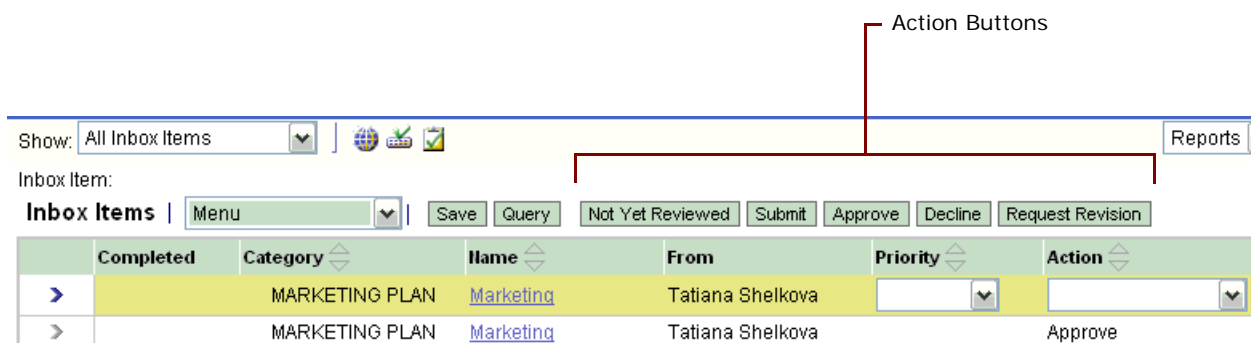 Action Buttons
Show: All Inbox Items Reports
Inbox Item:
Inbox Items | Menu Save Query Not Yet Reviewed Submit Approve Decline Request Revision
Completed Category Name From Priority Action
MARKETING PLAN Marketing Tatiana Shelkova
MARKETING PLAN Marketing Tatiana Shelkova Approve